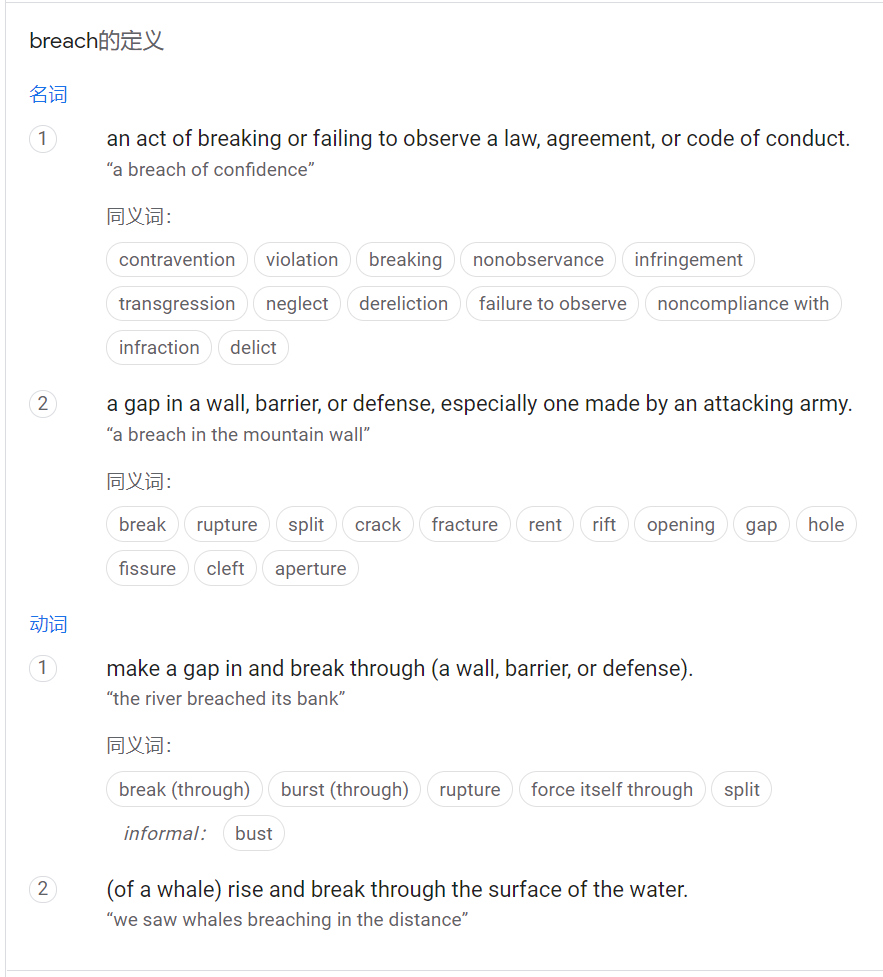 breach的定义
名词
1 an act of breaking or failing to observe a law, agreement, or code of conduct.
“a breach of confidence”
同义词：
contravention violation breaking nonobservance infringement
transgression neglect dereliction failure to observe noncompliance with
infraction delict
2 a gap in a wall, barrier, or defense, especially one made by an attacking army.
“a breach in the mountain wall”
同义词：
break rupture split crack fracture rent rift opening gap hole
fissure cleft aperture
动词
1 make a gap in and break through (a wall, barrier, or defense).
“the river breached its bank”
同义词：
break (through) burst (through) rupture force itself through split
informal： bust
2 (of a whale) rise and break through the surface of the water.
“we saw whales breaching in the distance”